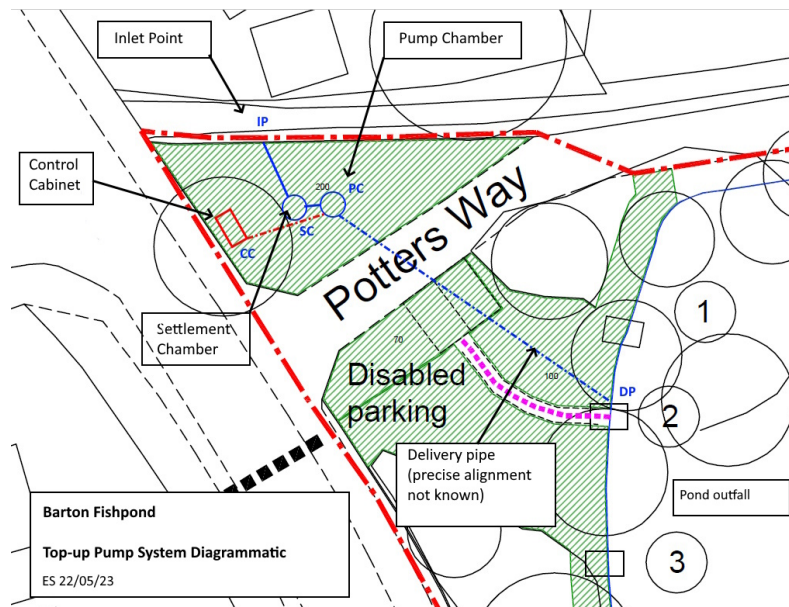 Inlet Point
Pump Chamber
IP
Control
Cabinet
200
PC
SC
CC
Potters Way
Settlement
Chamber
1
70
100
Disabled
parking
DP
2
Delivery pipe
(precise alignment
not known)
Pond outfall
Barton Fishpond
Top-up Pump System Diagrammatic
ES 22/05/23
3